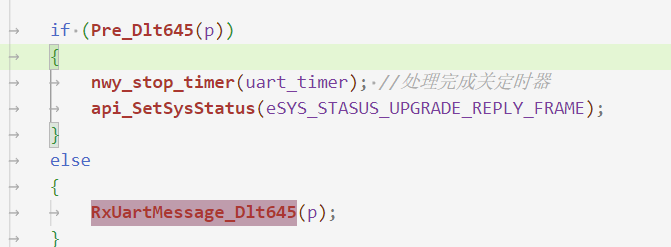 if (Pre_Dlt645(p))
{
nwy_stop_timer(uart_timer); //处理完成关定时器
api_SetSysStatus(eSYS_STASUS_UPGRADE_REPLY_FRAME);
}
else
{
RxUartMessage_Dlt645(p);
}